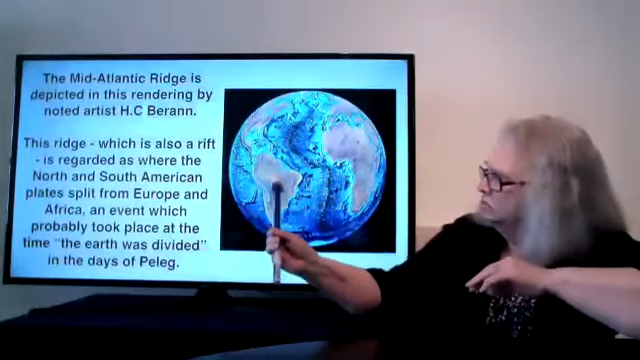 The Mid-Atlantic Ridge is
depicted in this rendering by
noted artist H.C Berann.
This ridge - which is also a rift
- is regarded as where the
North and South American
plates split from Europe and
Africa, an event which
probably took place at the
time "the earth was divided"
in the days of Peleg.